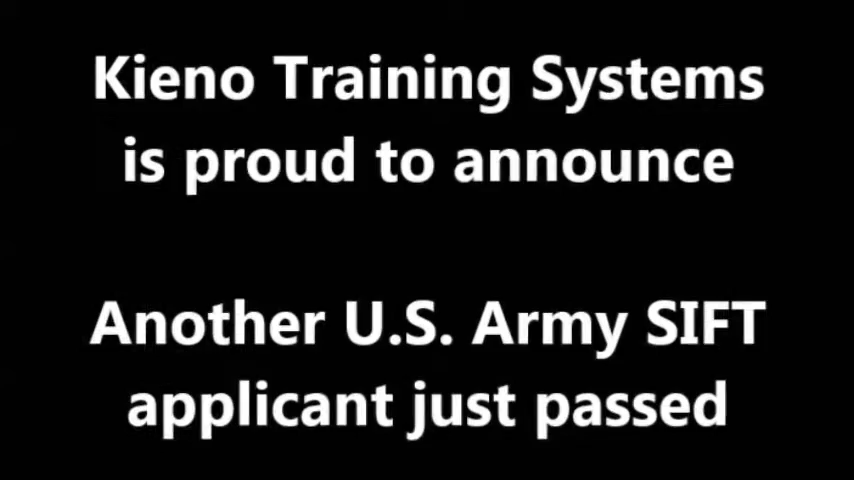 Kieno Training Systems
is proud to announce
Another U.S. Army SIFT
applicant just passed